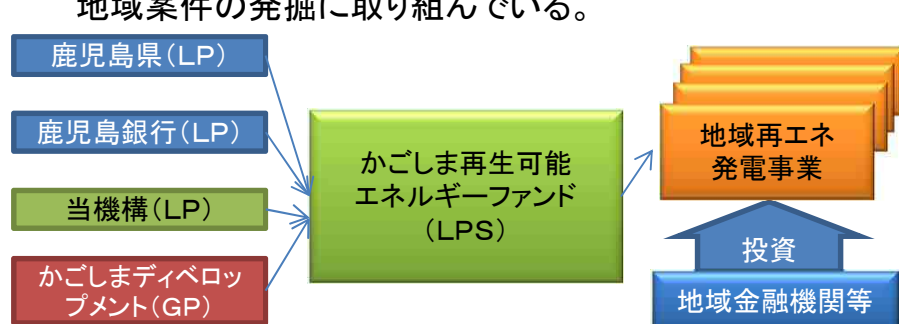 地域案件の発掘に取り組んでいる。
鹿児島県(LP)
鹿児島銀行(LP)
当機構(LP)
かごしまディベロッ
プメント(GP)
かごしま再生可能
エネルギーファンド
(LPS)
地域再エネ
発電事業
投資
地域金融機関等